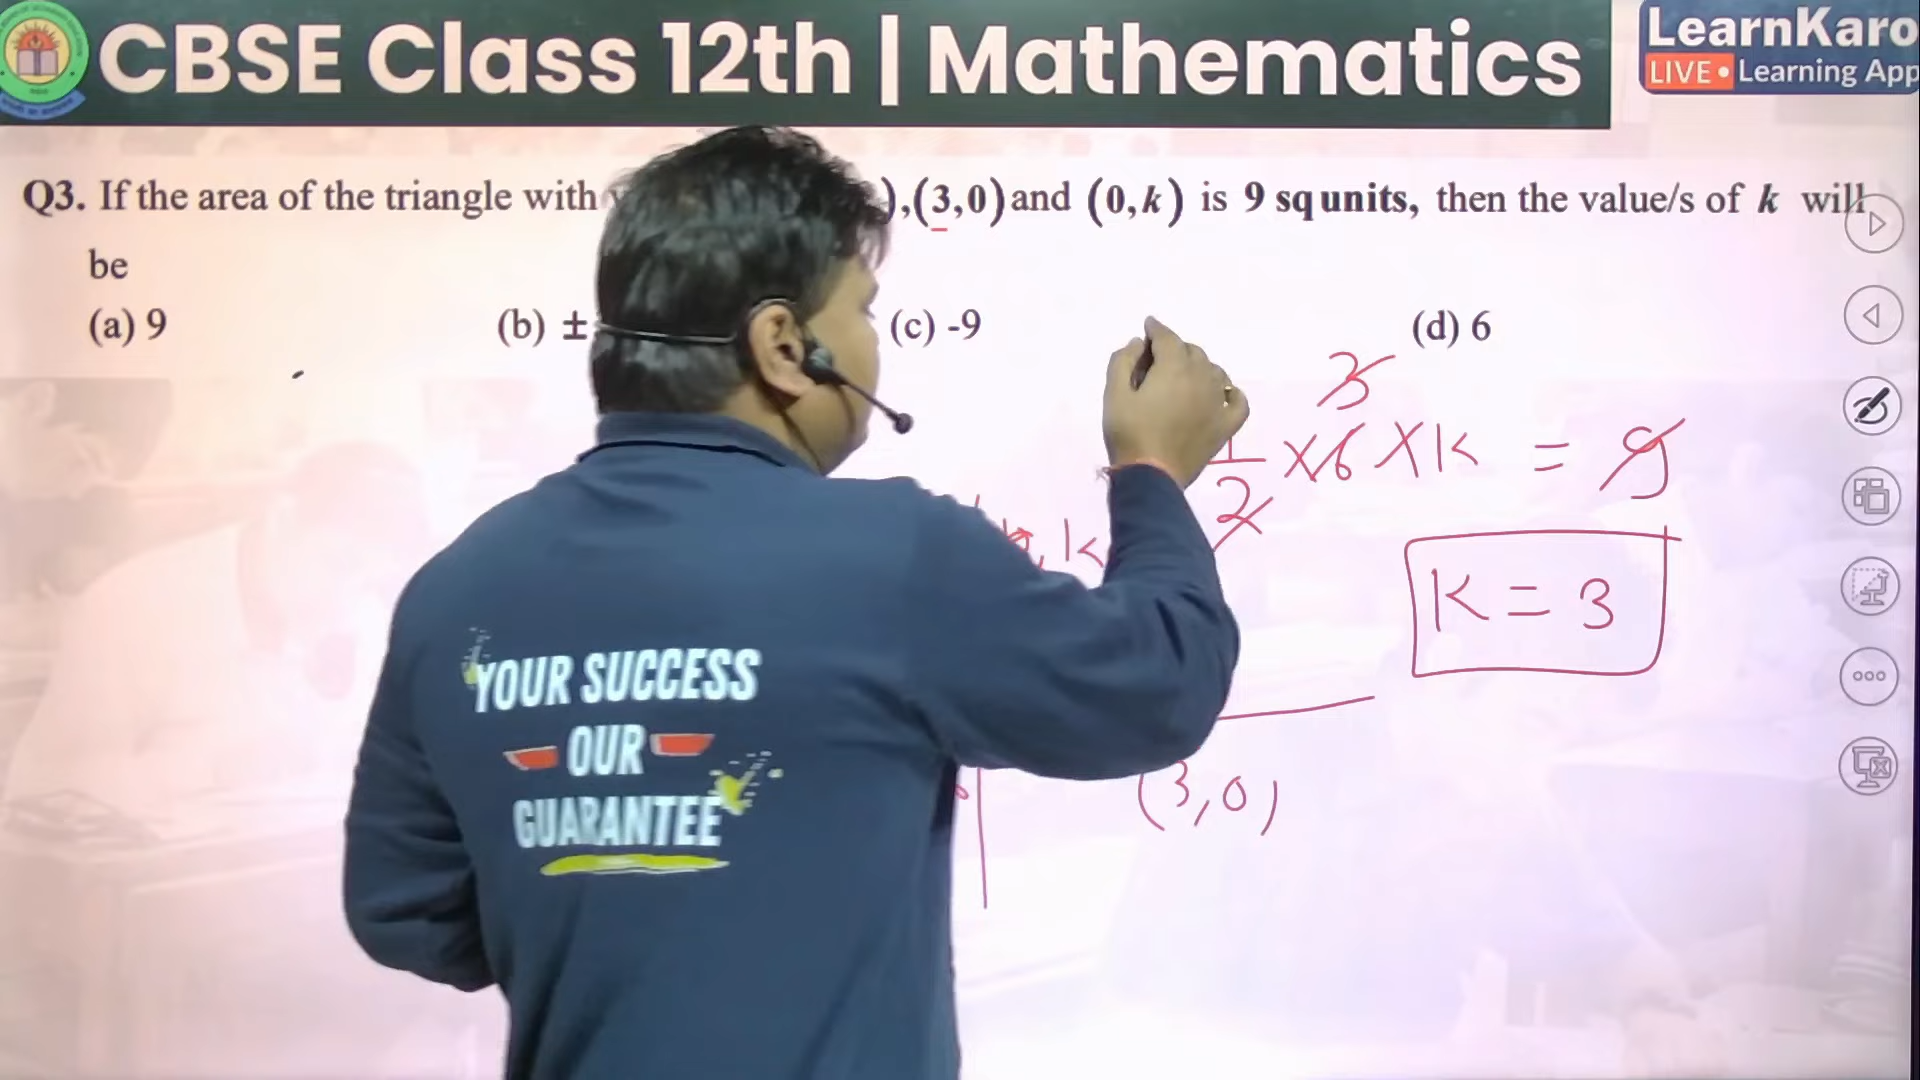 CBSE Class 12th | Mathematics
LearnKaro
LIVE • Learning App
Q3. If the area of the triangle with ),(3,0) and (0,k) is 9 sq units, then the value/s of k will
be
(a) 9 (b) ± (c) -9 (d) 6
3
1/2 × 6 × K = 9
, k
K = 3
(3,0)
YOUR SUCCESS
OUR
GUARANTEE